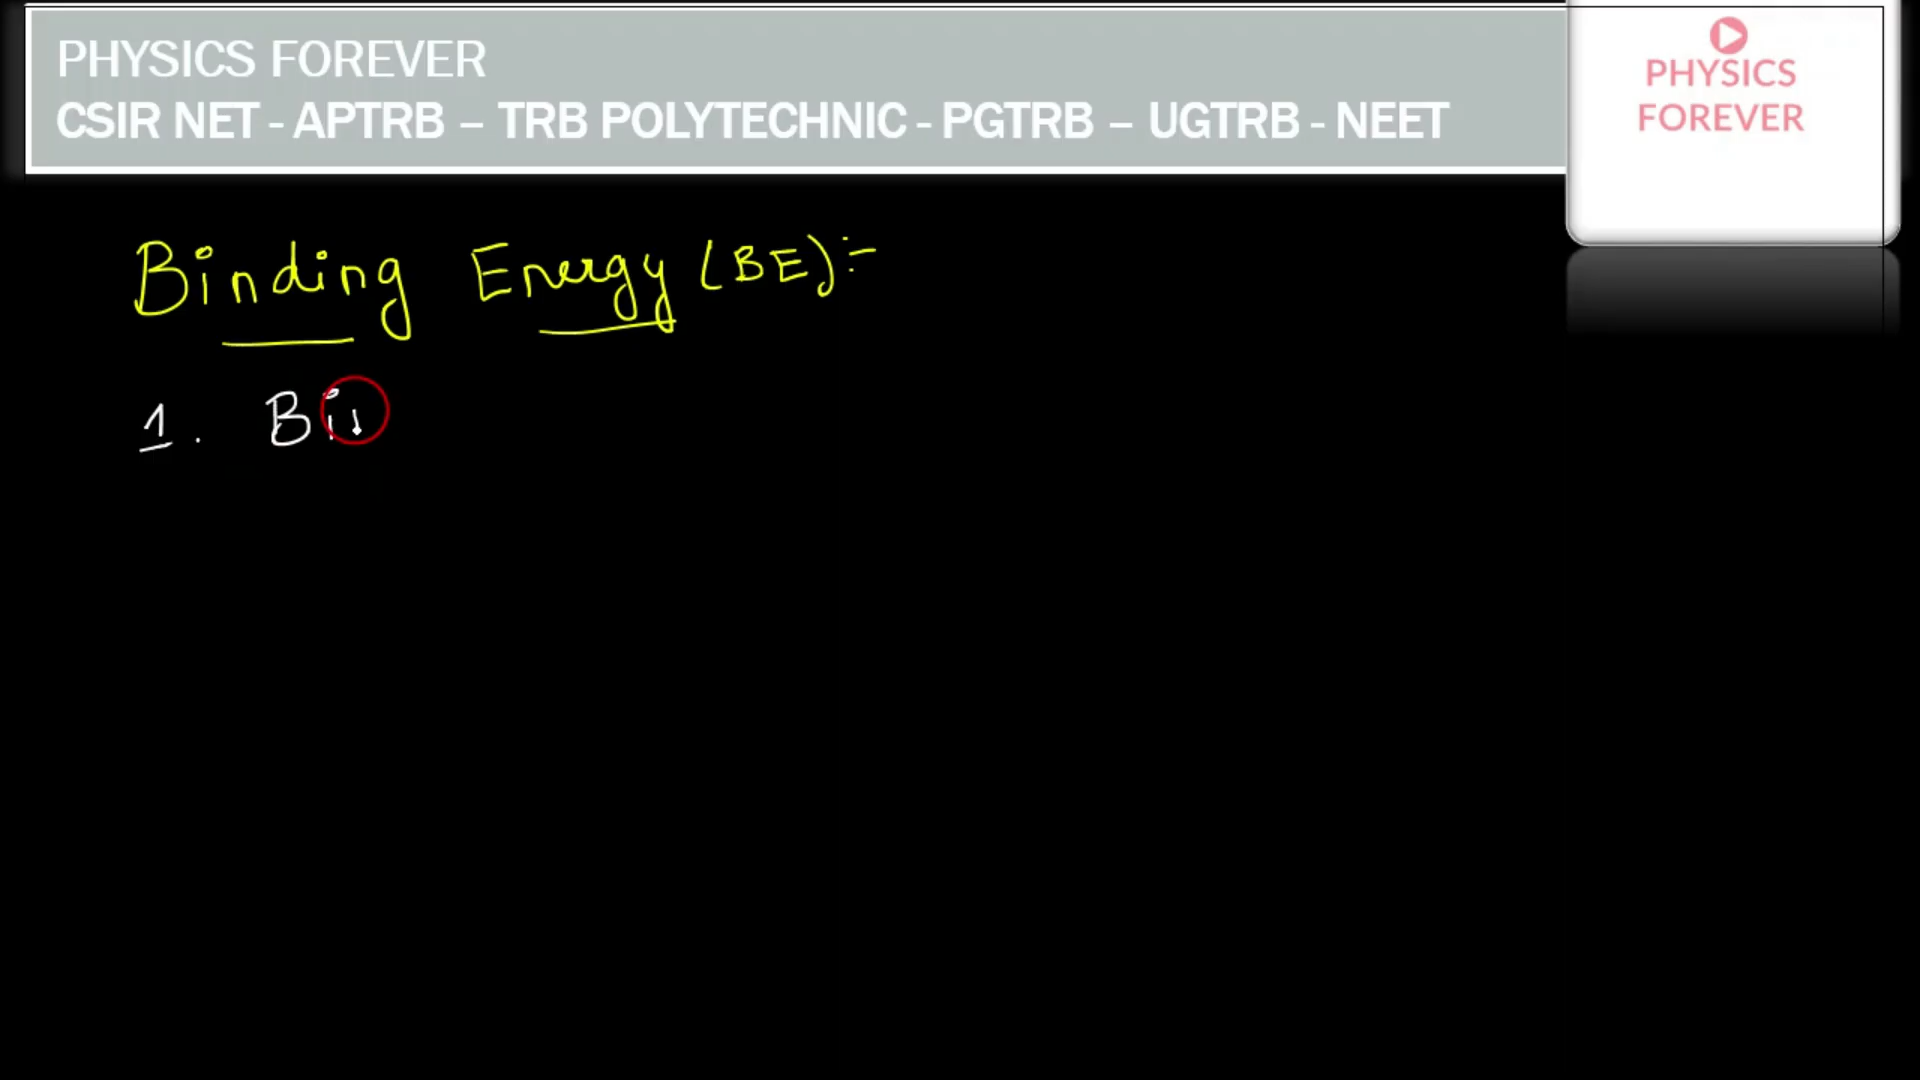 PHYSICS FOREVER
CSIR NET - APTRB – TRB POLYTECHNIC - PGTRB – UGTRB - NEET
PHYSICS
FOREVER
Binding Energy (BE):-
1. Bi